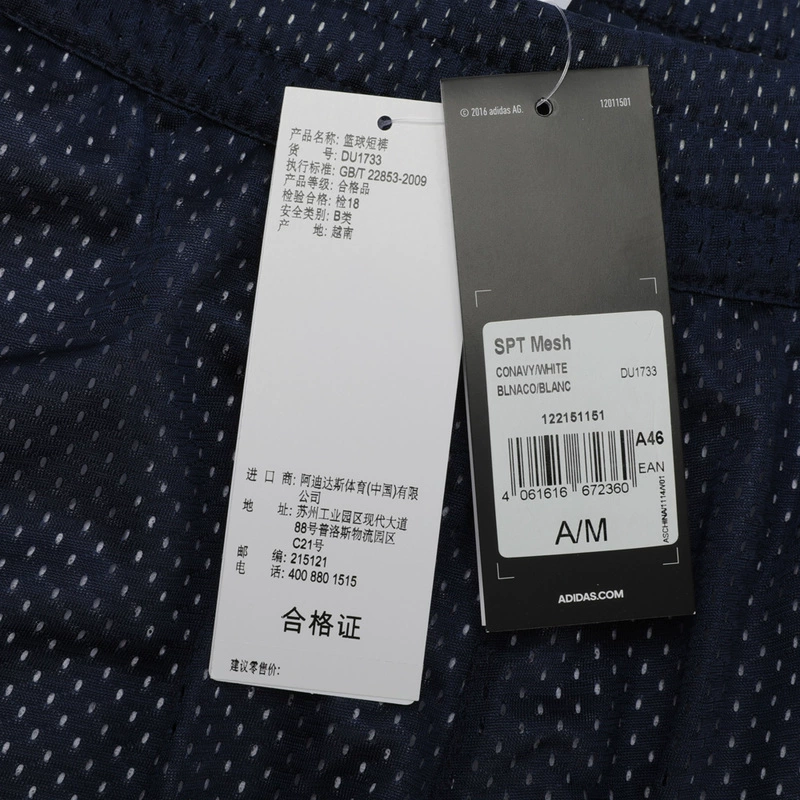 产品名称: 篮球短裤
货 号: DU1733
执行标准: GB/T 22853-2009
产品等级: 合格品
检验合格: 检18
安全类别: B类
产 地: 越南
进 口 商: 阿迪达斯体育(中国)有限
公司
地 址: 苏州工业园区现代大道
88号普洛斯物流园区
C21号
邮 编: 215121
电 话: 400 880 1515
合格证
建议零售价:
© 2016 adidas AG.
12011501
SPT Mesh
CONAVY/WHITE
DU1733
BLNACO/BLANC
122151151
A46
EAN
4 061616 672360
A/M
ASCHINA/1114/V01
ADIDAS.COM